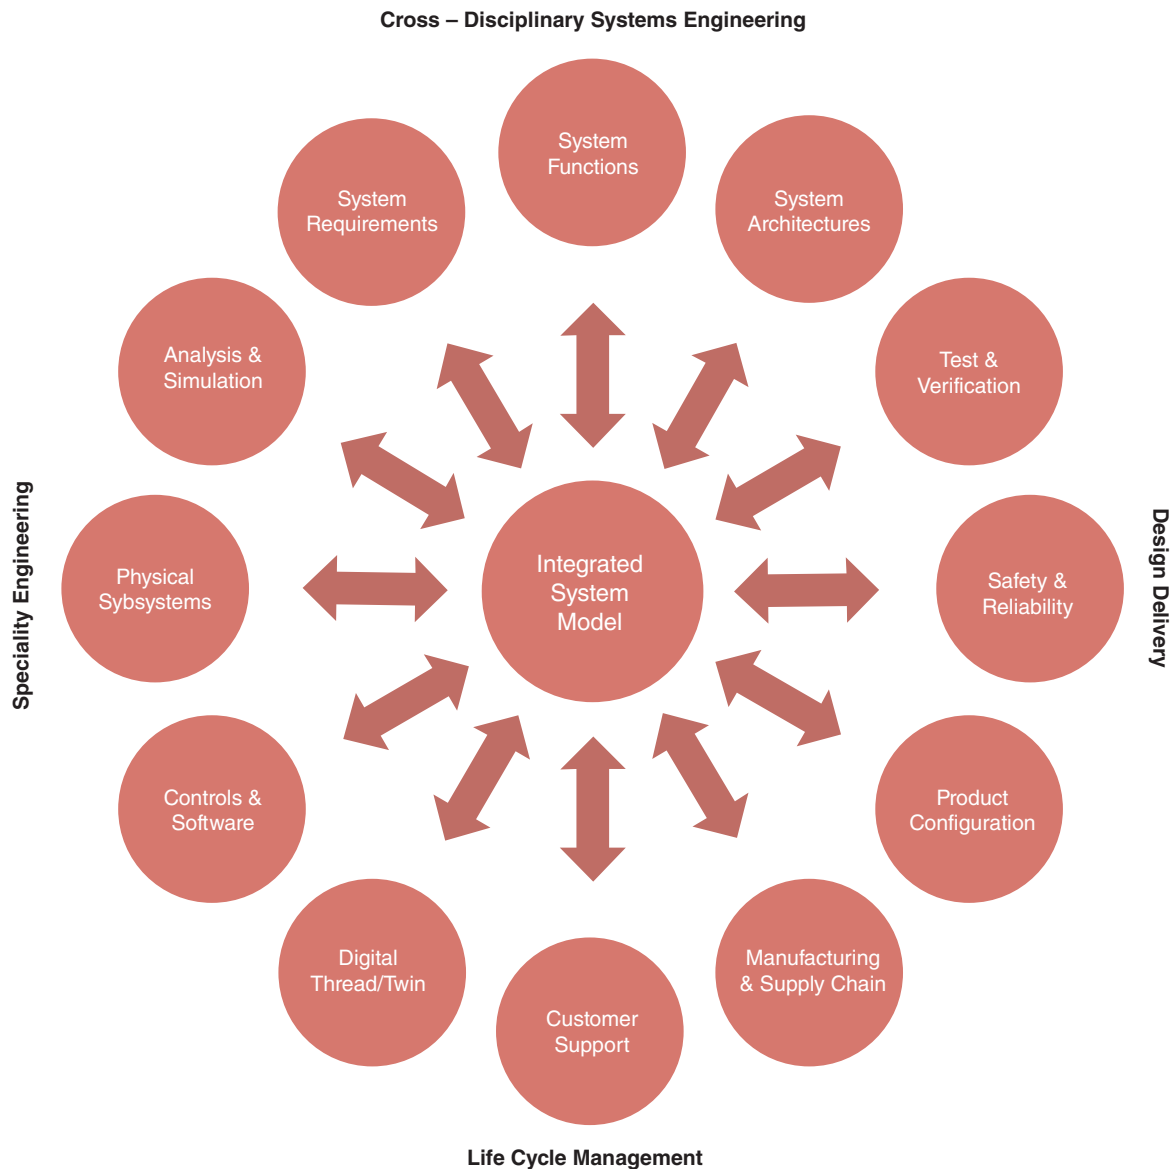 Cross – Disciplinary Systems Engineering
System
Functions
System
Requirements
System
Architectures
Analysis &
Simulation
Test &
Verification
Speciality Engineering
Physical
Sybsystems
Integrated
System
Model
Safety &
Reliability
Design Delivery
Controls &
Software
Product
Configuration
Digital
Thread/Twin
Manufacturing
& Supply Chain
Customer
Support
Life Cycle Management